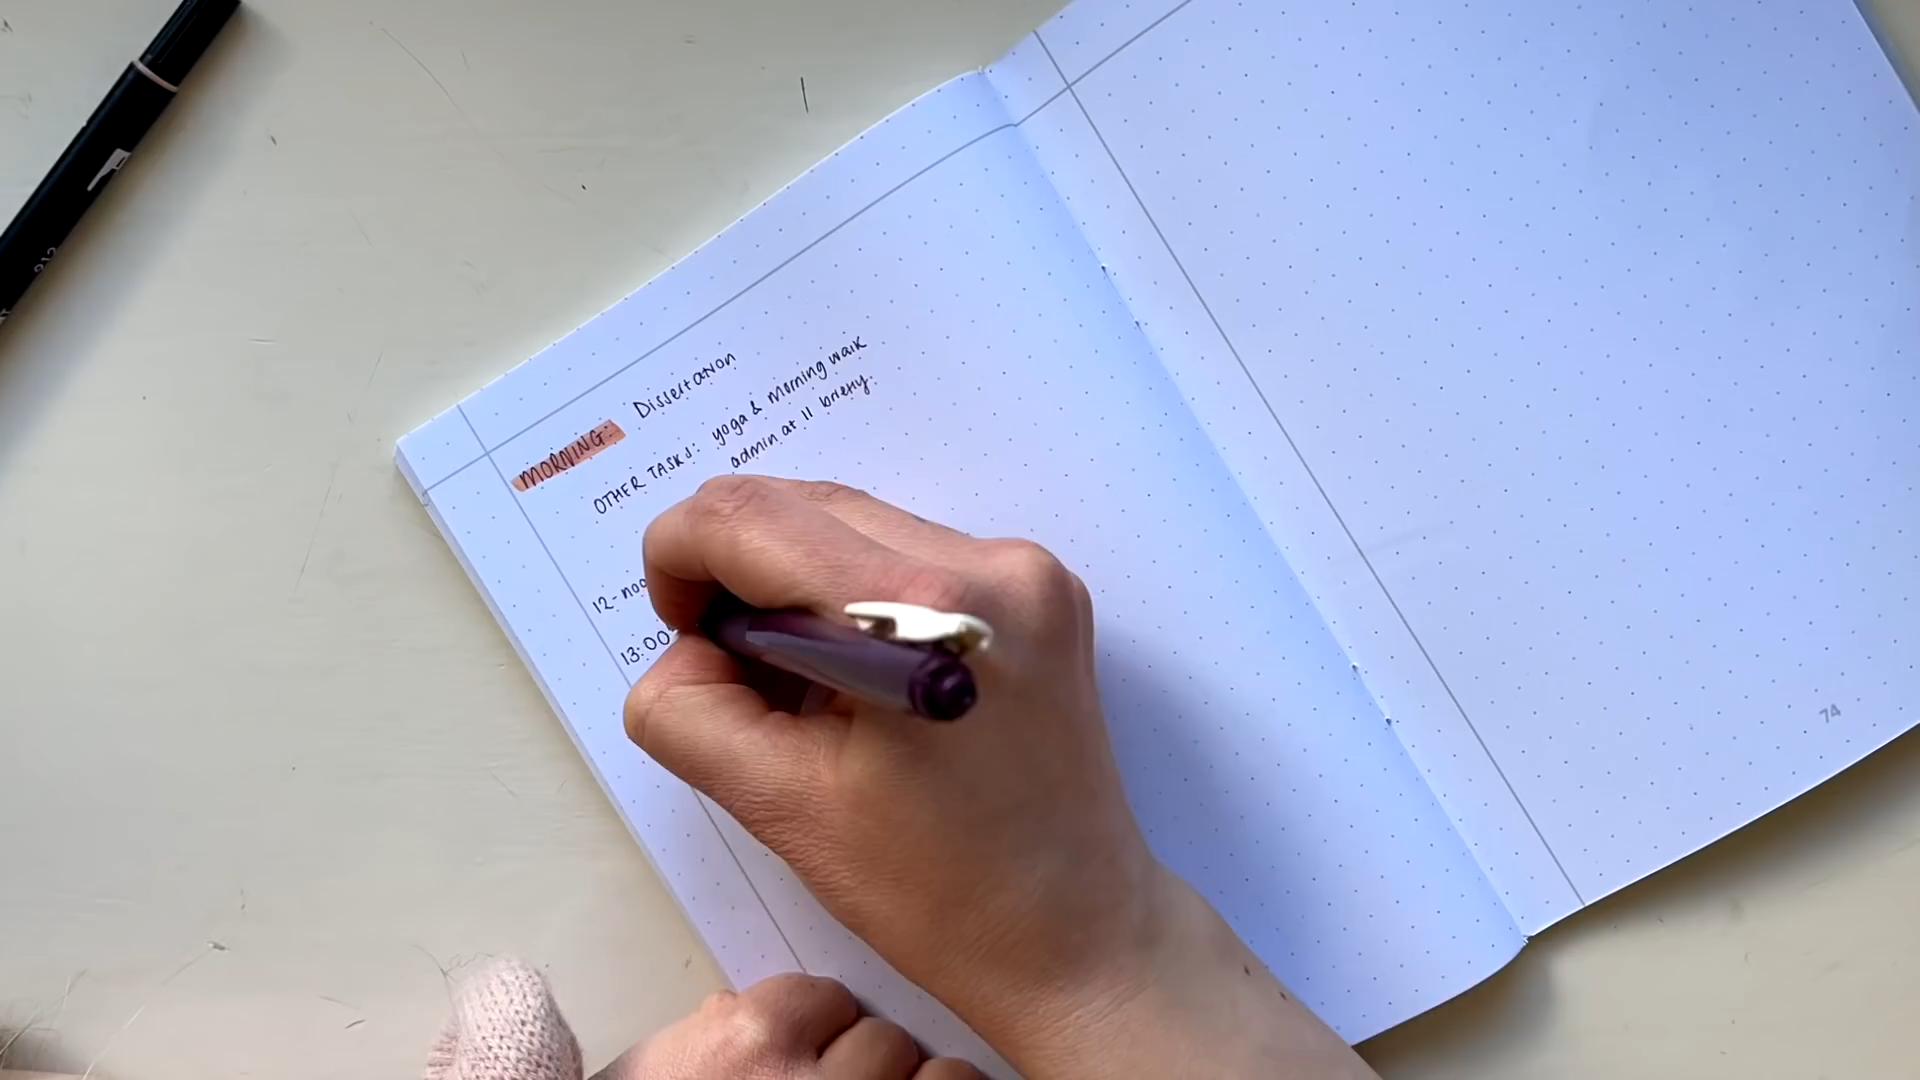 MORNING: Dissertation
OTHER TASKS: yoga & morning walk
admin at 11 briefly.
12-
13:00
74